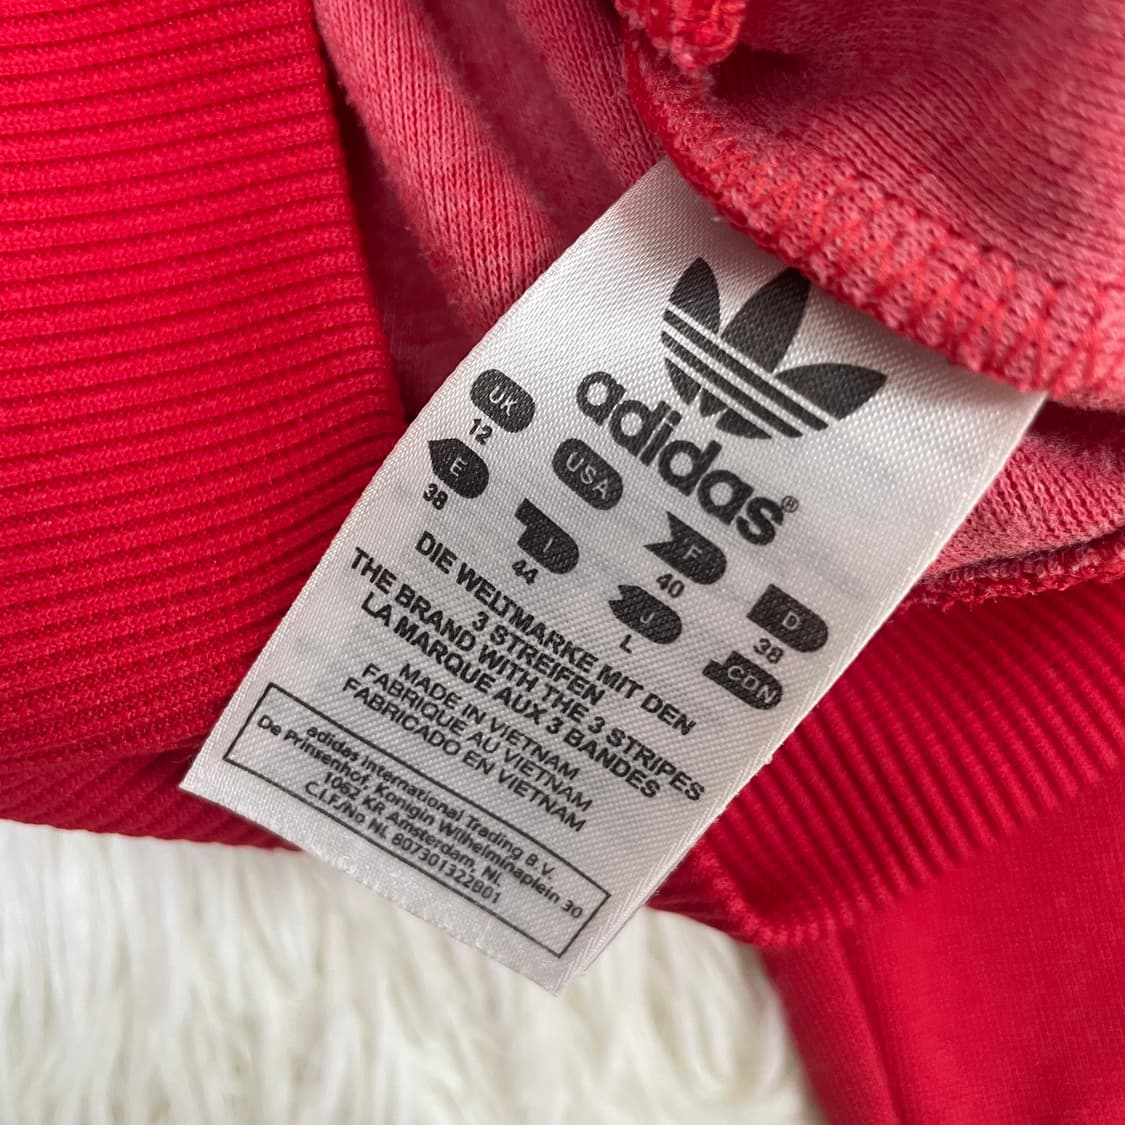 adidas®
UK USA F D
12 40 38
E I J CDN
38 44 L
DIE WELTMARKE MIT DEN
3 STREIFEN
THE BRAND WITH THE 3 STRIPES
LA MARQUE AUX 3 BANDES
MADE IN VIETNAM
FABRIQUE AU VIETNAM
FABRICADO EN VIETNAM
adidas International Trading B.V.
De Prinsenhof, Konigin Wilhelminaplein 30
1062 KR Amsterdam, NL
C.I.F/No NL 807301322B01